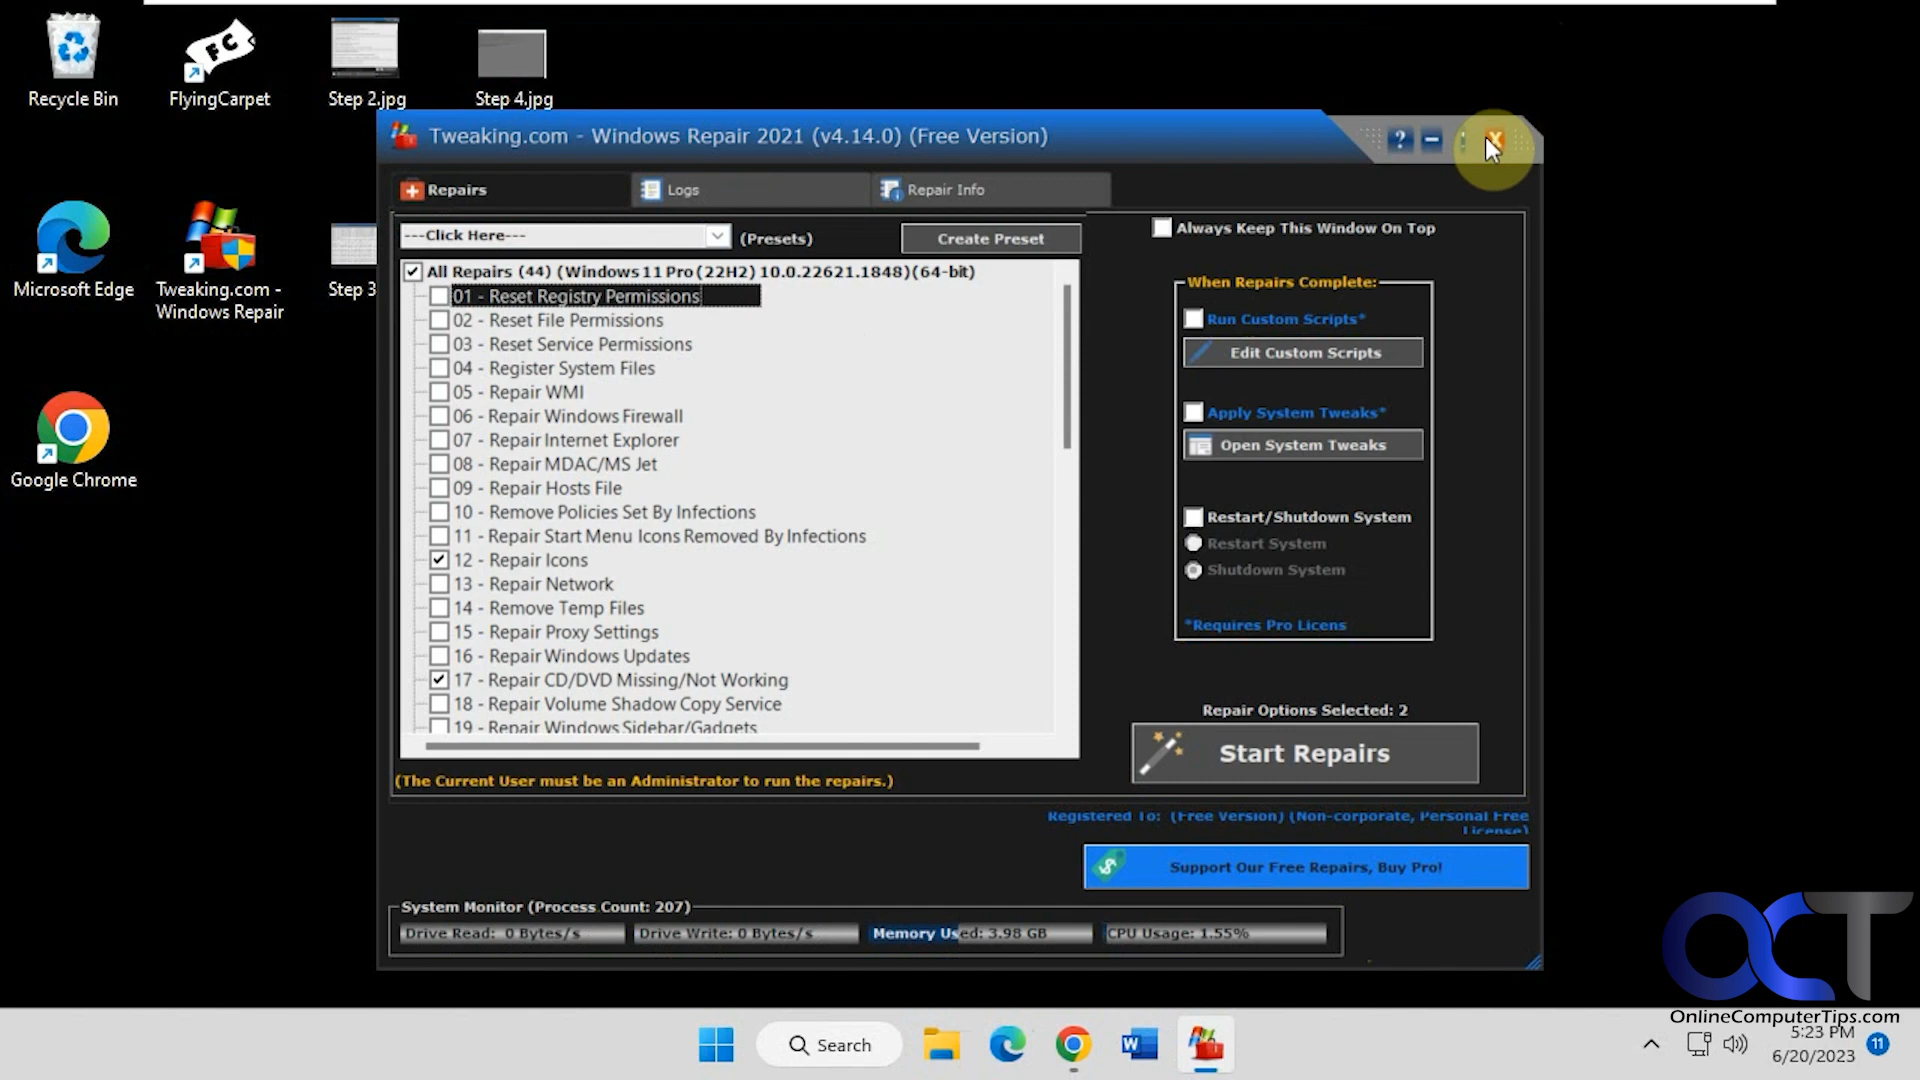 Recycle Bin
FC
FlyingCarpet
Step 2.jpg
Step 4.jpg
Microsoft Edge
Tweaking.com -
Windows Repair
Step 3
Google Chrome
Tweaking.com - Windows Repair 2021 (v4.14.0) (Free Version)
?
Repairs
Logs
Repair Info
---Click Here---
(Presets)
Create Preset
Always Keep This Window On Top
All Repairs (44) (Windows 11 Pro (22H2) 10.0.22621.1848)(64-bit)
01 - Reset Registry Permissions
02 - Reset File Permissions
03 - Reset Service Permissions
04 - Register System Files
05 - Repair WMI
06 - Repair Windows Firewall
07 - Repair Internet Explorer
08 - Repair MDAC/MS Jet
09 - Repair Hosts File
10 - Remove Policies Set By Infections
11 - Repair Start Menu Icons Removed By Infections
12 - Repair Icons
13 - Repair Network
14 - Remove Temp Files
15 - Repair Proxy Settings
16 - Repair Windows Updates
17 - Repair CD/DVD Missing/Not Working
18 - Repair Volume Shadow Copy Service
19 - Repair Windows Sidebar/Gadgets
When Repairs Complete:
Run Custom Scripts*
Edit Custom Scripts
Apply System Tweaks*
Open System Tweaks
Restart/Shutdown System
Restart System
Shutdown System
*Requires Pro Licens
Repair Options Selected: 2
Start Repairs
(The Current User must be an Administrator to run the repairs.)
Registered To: (Free Version) (Non-corporate, Personal Free
License)
Support Our Free Repairs, Buy Pro!
System Monitor (Process Count: 207)
Drive Read: 0 Bytes/s
Drive Write: 0 Bytes/s
Memory Used: 3.98 GB
CPU Usage: 1.55%
OCT
OnlineComputerTips.com
Search
W
5:23 PM
6/20/2023
11